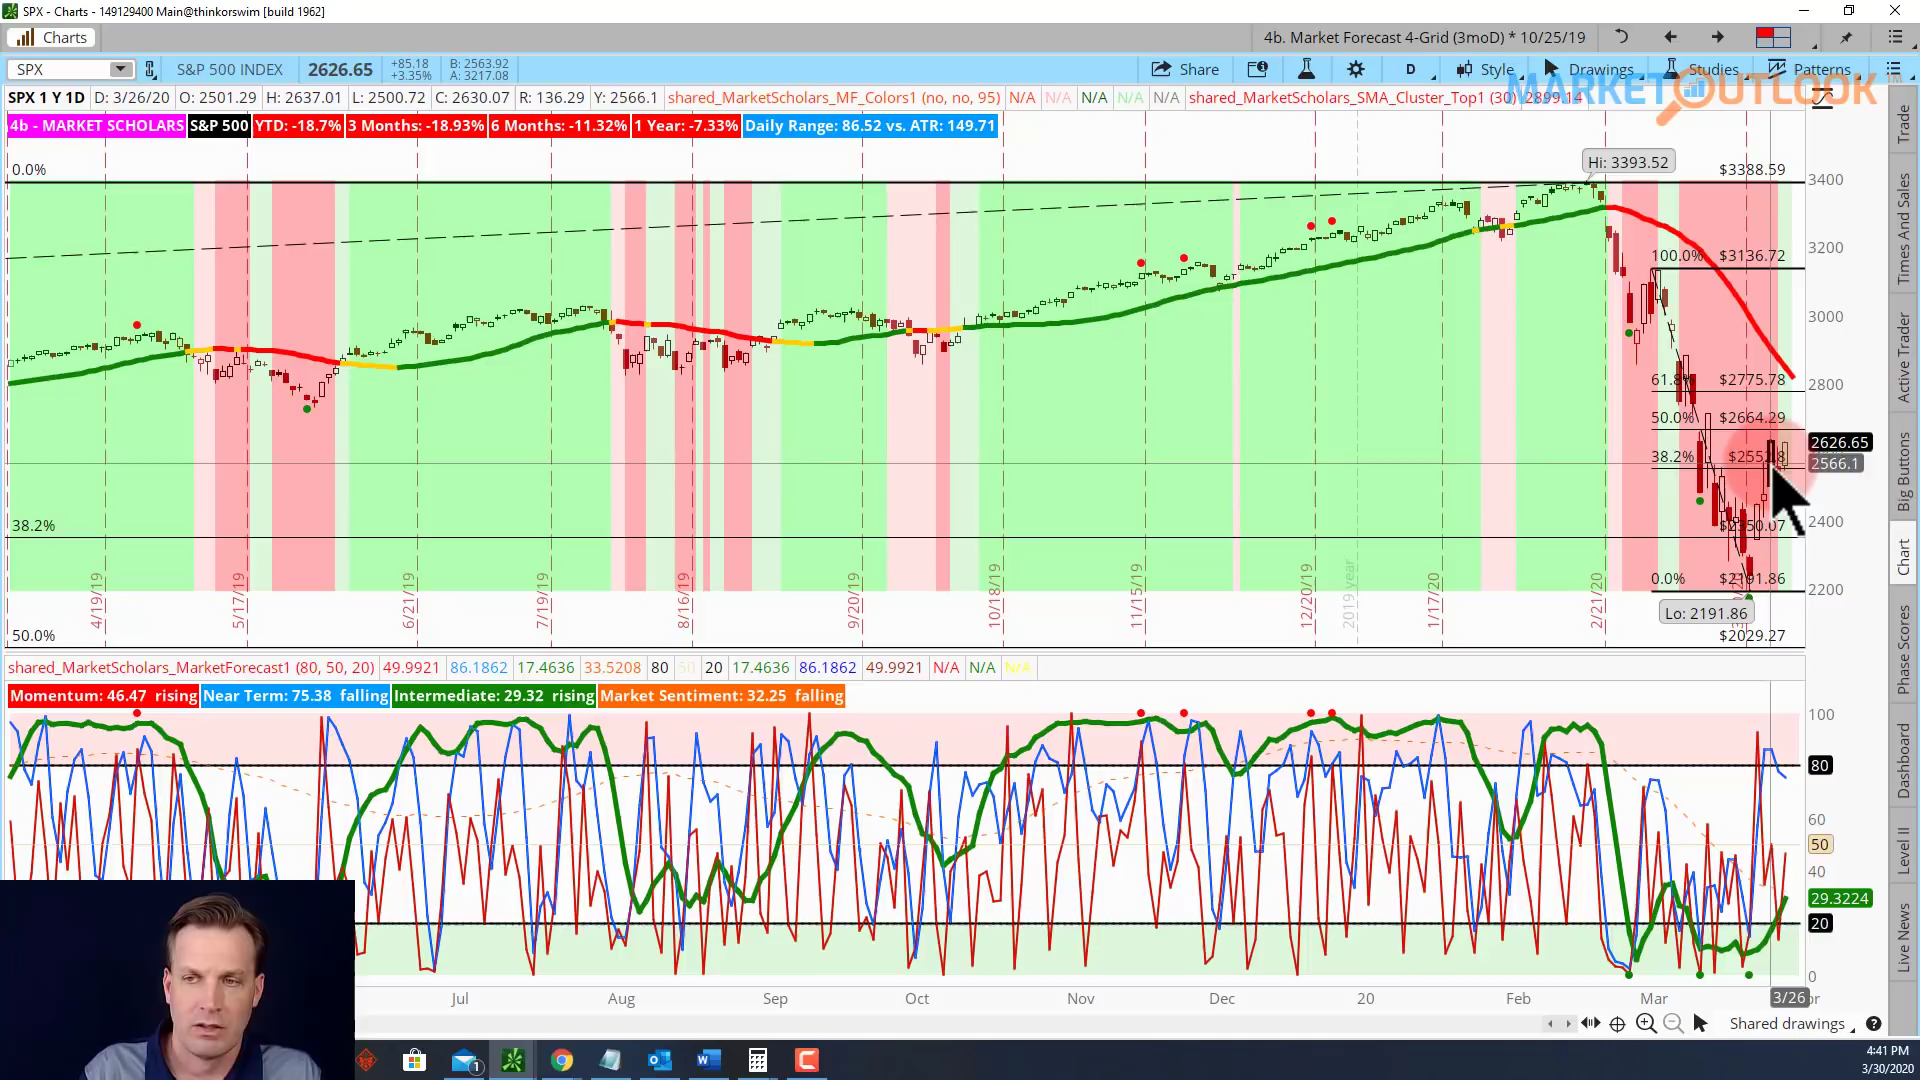 SPX - Charts - 149129400 Main@thinkorswim [build 1962]
Charts
4b. Market Forecast 4-Grid (3moD) * 10/25/19
SPX
S&P 500 INDEX
2626.65
+85.18
+3.35%
B: 2563.92
A: 3217.08
Share
D
Style
Drawings
Studies
Patterns
MARKETOUTLOOK
SPX 1 Y 1D
D: 3/26/20
O: 2501.29
H: 2637.01
L: 2500.72
C: 2630.07
R: 136.29
Y: 2566.1
shared_MarketScholars_MF_Colors1 (no, no, 95)
N/A
N/A
N/A
N/A
N/A
shared_MarketScholars_SMA_Cluster_Top1 (30)
2899.14
4b - MARKET SCHOLARS
S&P 500
YTD: -18.7%
3 Months: -18.93%
6 Months: -11.32%
1 Year: -7.33%
Daily Range: 86.52 vs. ATR: 149.71
0.0%
Hi: 3393.52
$3388.59
3400
3200
100.0%
$3136.72
3000
2800
61.8%
$2775.78
50.0%
$2664.29
2626.65
38.2%
2566.1
2400
38.2%
$2350.07
0.0%
$2191.86
2200
Lo: 2191.86
50.0%
$2029.27
4/19/19
5/17/19
6/21/19
7/19/19
8/16/19
9/20/19
10/18/19
11/15/19
12/20/19
2019 year
1/17/20
2/21/20
shared_MarketScholars_MarketForecast1 (80, 50, 20)
49.9921
86.1862
17.4636
33.5208
80
50
20
17.4636
86.1862
49.9921
N/A
N/A
N/A
Momentum: 46.47 rising
Near Term: 75.38 falling
Intermediate: 29.32 rising
Market Sentiment: 32.25 falling
100
80
60
50
40
29.3224
20
0
Jul
Aug
Sep
Oct
Nov
Dec
20
Feb
Mar
3/26
Shared drawings
Trade
Times And Sales
Active Trader
Big Buttons
Chart
Phase Scores
Dashboard
Level II
Live News
1
4:41 PM
3/30/2020